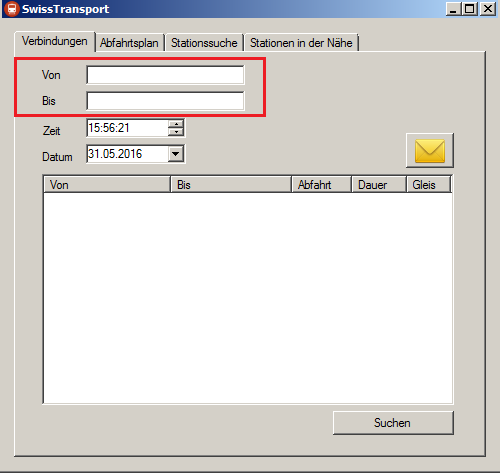 SwissTransport
Verbindungen Abfahrtsplan Stationssuche Stationen in der Nähe
Von
Bis
Zeit 15:56:21
Datum 31.05.2016
Von Bis Abfahrt Dauer Gleis
Suchen